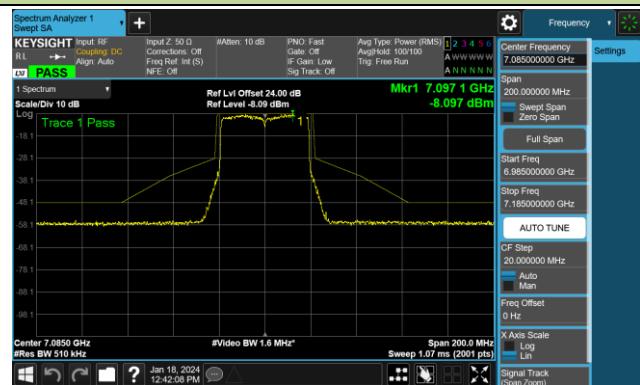 Spectrum Analyzer 1
Swept SA
Frequency
KEYSIGHT
R L
LXI
PASS
Input: RF
Coupling: DC
Align: Auto
Input Z: 50 Ω
Corrections: Off
Freq Ref: Int (S)
NFE: Off
#Atten: 10 dB
PNO: Fast
Gate: Off
IF Gain: Low
Sig Track: Off
Avg Type: Power (RMS)
Avg|Hold: 100/100
Trig: Free Run
1 2 3 4 5 6
A W W W W W
A N N N N N
1 Spectrum
Scale/Div 10 dB
Ref Lvl Offset 24.00 dB
Ref Level -8.09 dBm
Mkr1 7.097 1 GHz
-8.097 dBm
Log
Trace 1 Pass
1
-18.1
-28.1
-38.1
-48.1
-58.1
-68.1
-78.1
-88.1
-98.1
Center 7.0850 GHz
#Res BW 510 kHz
#Video BW 1.6 MHz*
Span 200.0 MHz
Sweep 1.07 ms (2001 pts)
Jan 18, 2024
12:42:08 PM
?
Center Frequency
7.085000000 GHz
Settings
Span
200.000000 MHz
Swept Span
Zero Span
Full Span
Start Freq
6.985000000 GHz
Stop Freq
7.185000000 GHz
AUTO TUNE
CF Step
20.000000 MHz
Auto
Man
Freq Offset
0 Hz
X Axis Scale
Log
Lin
Signal Track
(Span Zoom)